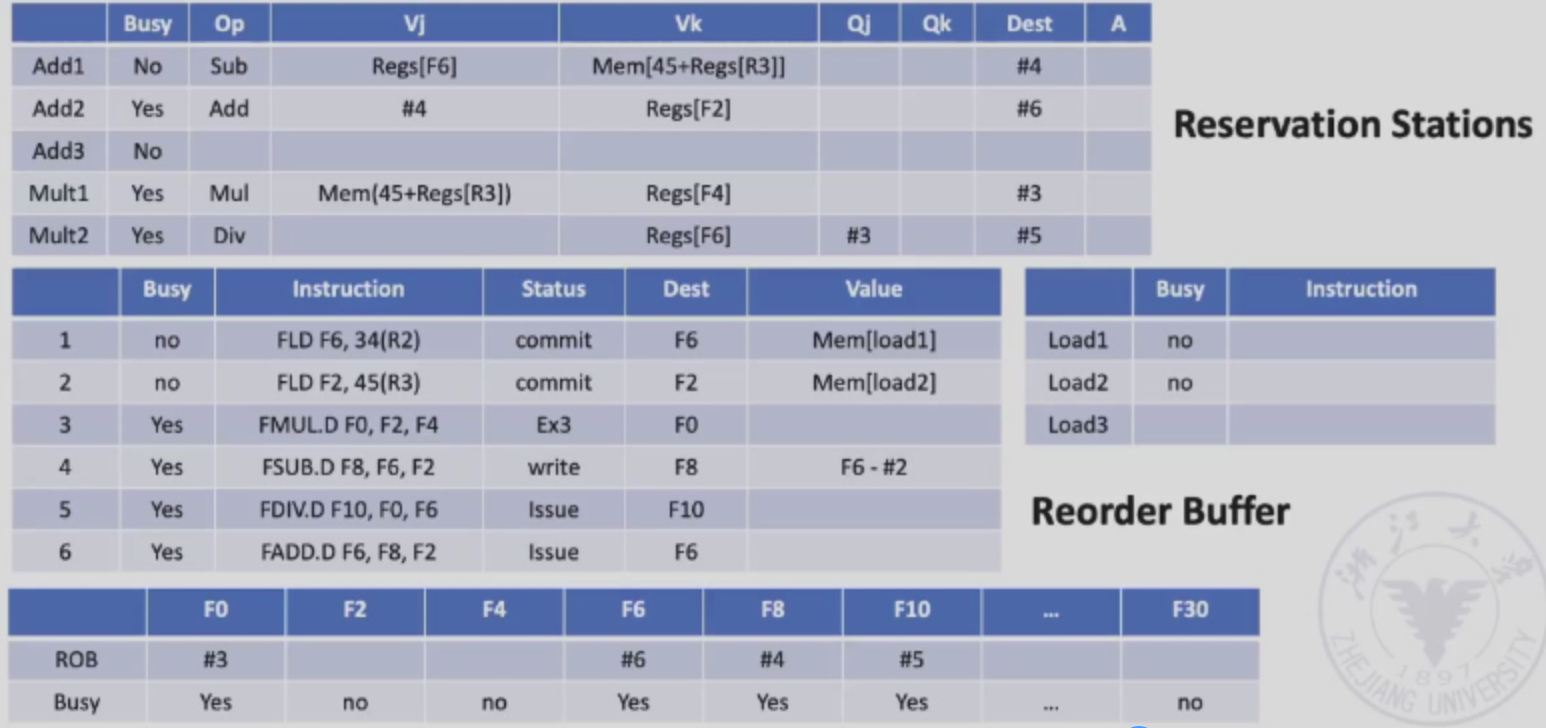 Busy Op Vj Vk Qj Qk Dest A
Add1 No Sub Regs[F6] Mem[45+Regs[R3]] #4
Add2 Yes Add #4 Regs[F2] #6
Add3 No
Mult1 Yes Mul Mem(45+Regs[R3]) Regs[F4] #3
Mult2 Yes Div Regs[F6] #3 #5
Reservation Stations
Busy Instruction Status Dest Value
1 no FLD F6, 34(R2) commit F6 Mem[load1]
2 no FLD F2, 45(R3) commit F2 Mem[load2]
3 Yes FMUL.D F0, F2, F4 Ex3 F0
4 Yes FSUB.D F8, F6, F2 write F8 F6 - #2
5 Yes FDIV.D F10, F0, F6 Issue F10
6 Yes FADD.D F6, F8, F2 Issue F6
Busy Instruction
Load1 no
Load2 no
Load3
Reorder Buffer
F0 F2 F4 F6 F8 F10 ... F30
ROB #3 #6 #4 #5
Busy Yes no no Yes Yes Yes ... no
1897
ZHEJIANG UNIVERSITY